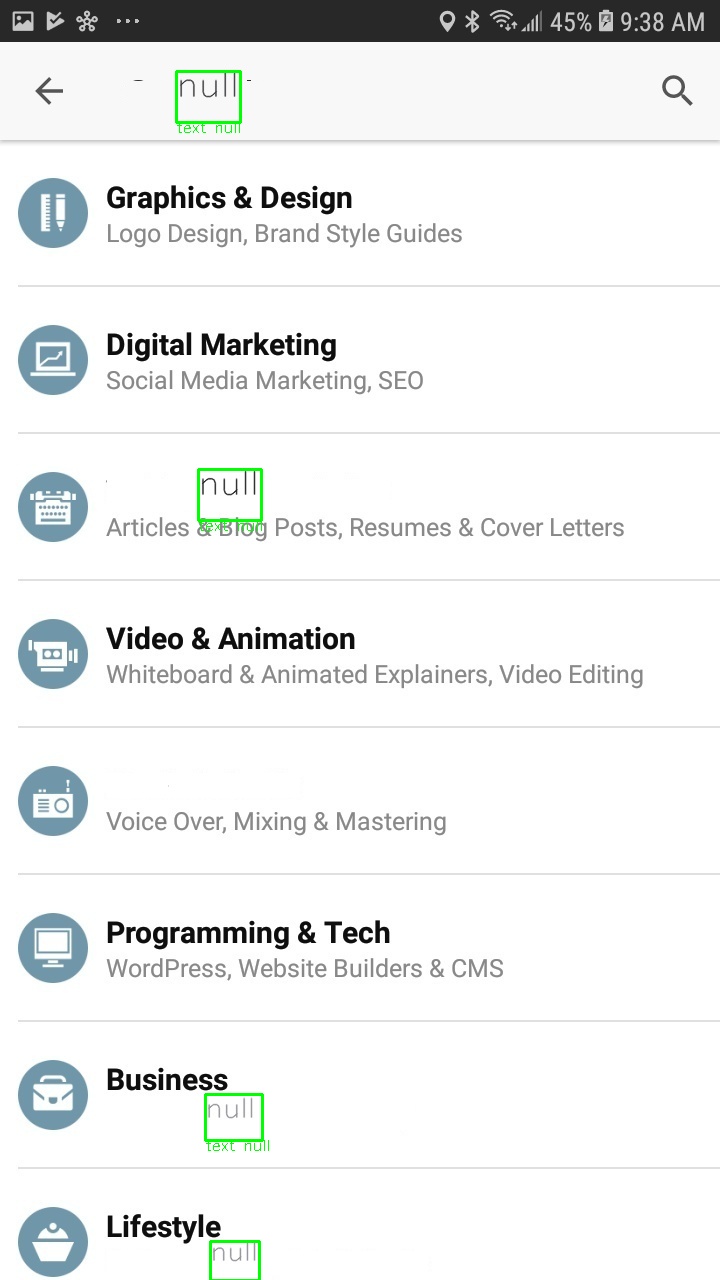 45% 9:38 AM
null
text null
Graphics & Design
Logo Design, Brand Style Guides
Digital Marketing
Social Media Marketing, SEO
null
text null
Articles & Blog Posts, Resumes & Cover Letters
Video & Animation
Whiteboard & Animated Explainers, Video Editing
Voice Over, Mixing & Mastering
Programming & Tech
WordPress, Website Builders & CMS
Business
null
text null
Lifestyle
null